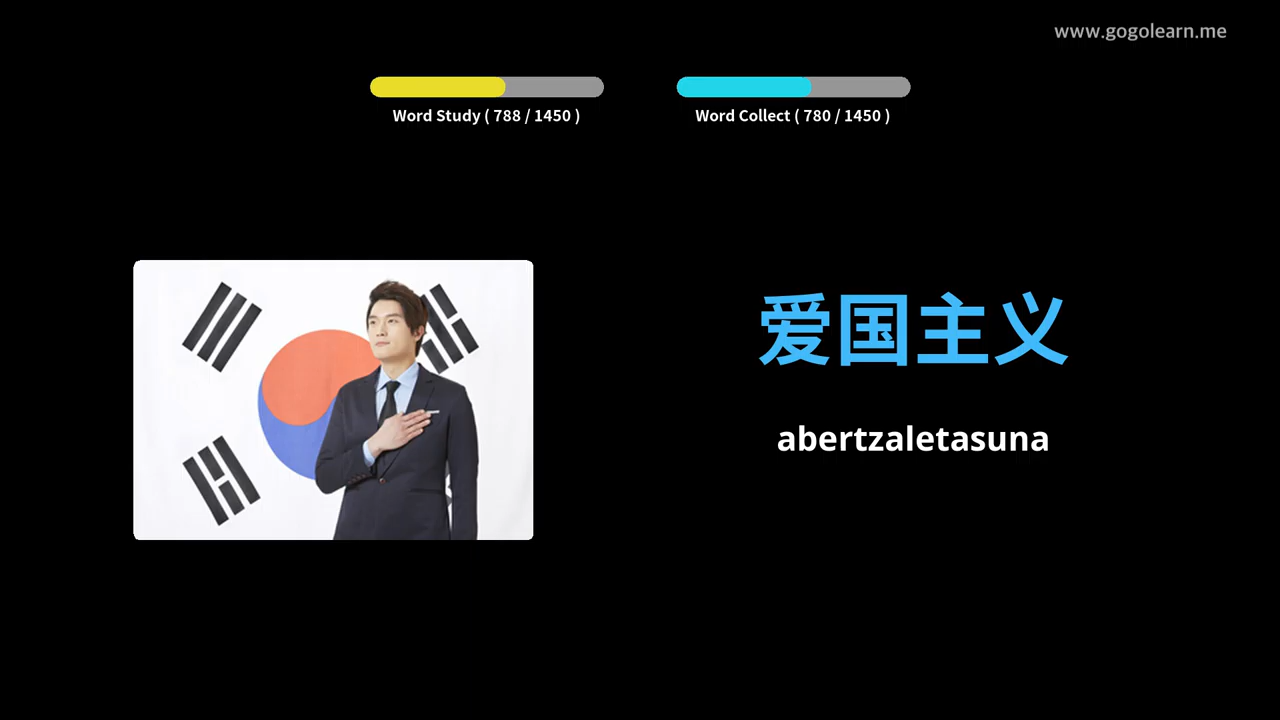 www.gogolearn.me
Word Study ( 788 / 1450 )
Word Collect ( 780 / 1450 )
爱国主义
abertzaletasuna